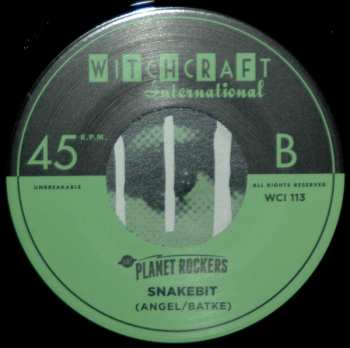 WITCHCRAFT
International
45 R.P.M.
B
UNBREAKABLE
ALL RIGHTS RESERVED
WCI 113
THE PLANET ROCKERS
SNAKEBIT
(ANGEL/BATKE)